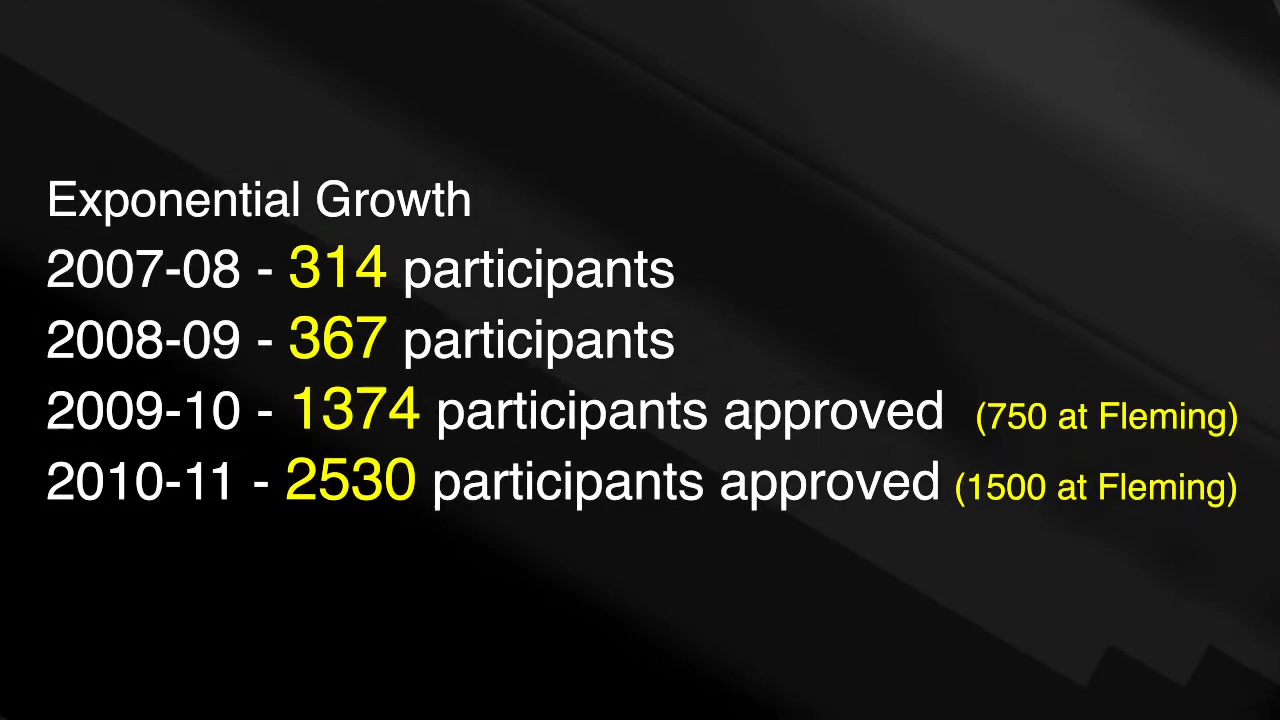 Exponential Growth
2007-08 - 314 participants
2008-09 - 367 participants
2009-10 - 1374 participants approved (750 at Fleming)
2010-11 - 2530 participants approved (1500 at Fleming)